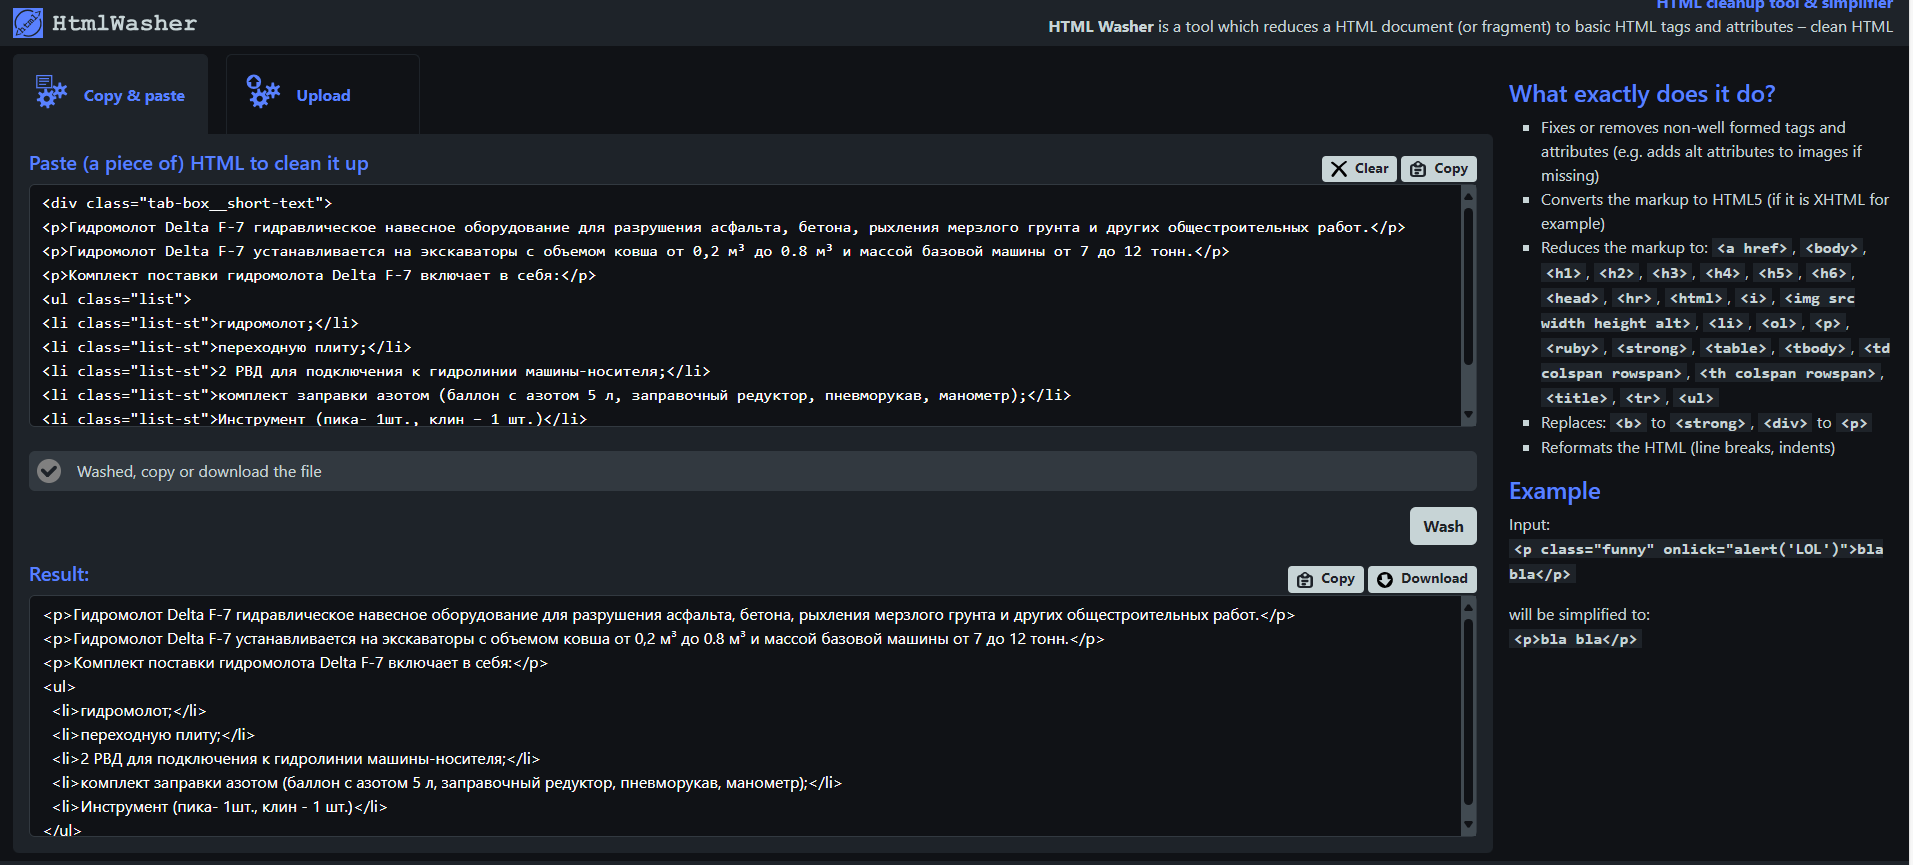 HtmlWasher
HTML cleanup tool & simplifier
HTML Washer is a tool which reduces a HTML document (or fragment) to basic HTML tags and attributes – clean HTML
Copy & paste
Upload
Paste (a piece of) HTML to clean it up
Clear
Copy
<div class="tab-box__short-text">
<p>Гидромолот Delta F-7 гидравлическое навесное оборудование для разрушения асфальта, бетона, рыхления мерзлого грунта и других общестроительных работ.</p>
<p>Гидромолот Delta F-7 устанавливается на экскаваторы с объемом ковша от 0,2 м³ до 0.8 м³ и массой базовой машины от 7 до 12 тонн.</p>
<p>Комплект поставки гидромолота Delta F-7 включает в себя:</p>
<ul class="list">
<li class="list-st">гидромолот;</li>
<li class="list-st">переходную плиту;</li>
<li class="list-st">2 РВД для подключения к гидролинии машины-носителя;</li>
<li class="list-st">комплект заправки азотом (баллон с азотом 5 л, заправочный редуктор, пневморукав, манометр);</li>
<li class="list-st">Инструмент (пика- 1шт., клин – 1 шт.)</li>
Washed, copy or download the file
Wash
Result:
Copy
Download
<p>Гидромолот Delta F-7 гидравлическое навесное оборудование для разрушения асфальта, бетона, рыхления мерзлого грунта и других общестроительных работ.</p>
<p>Гидромолот Delta F-7 устанавливается на экскаваторы с объемом ковша от 0,2 м³ до 0.8 м³ и массой базовой машины от 7 до 12 тонн.</p>
<p>Комплект поставки гидромолота Delta F-7 включает в себя:</p>
<ul>
<li>гидромолот;</li>
<li>переходную плиту;</li>
<li>2 РВД для подключения к гидролинии машины-носителя;</li>
<li>комплект заправки азотом (баллон с азотом 5 л, заправочный редуктор, пневморукав, манометр);</li>
<li>Инструмент (пика- 1шт., клин - 1 шт.)</li>
</ul>
What exactly does it do?
Fixes or removes non-well formed tags and
attributes (e.g. adds alt attributes to images if
missing)
Converts the markup to HTML5 (if it is XHTML for
example)
Reduces the markup to: <a href>, <body>,
<h1>, <h2>, <h3>, <h4>, <h5>, <h6>,
<head>, <hr>, <html>, <i>, <img src
width height alt>, <li>, <ol>, <p>,
<ruby>, <strong>, <table>, <tbody>, <td
colspan rowspan>, <th colspan rowspan>,
<title>, <tr>, <ul>
Replaces: <b> to <strong>, <div> to <p>
Reformats the HTML (line breaks, indents)
Example
Input:
<p class="funny" onlick="alert('LOL')">bla
bla</p>
will be simplified to:
<p>bla bla</p>